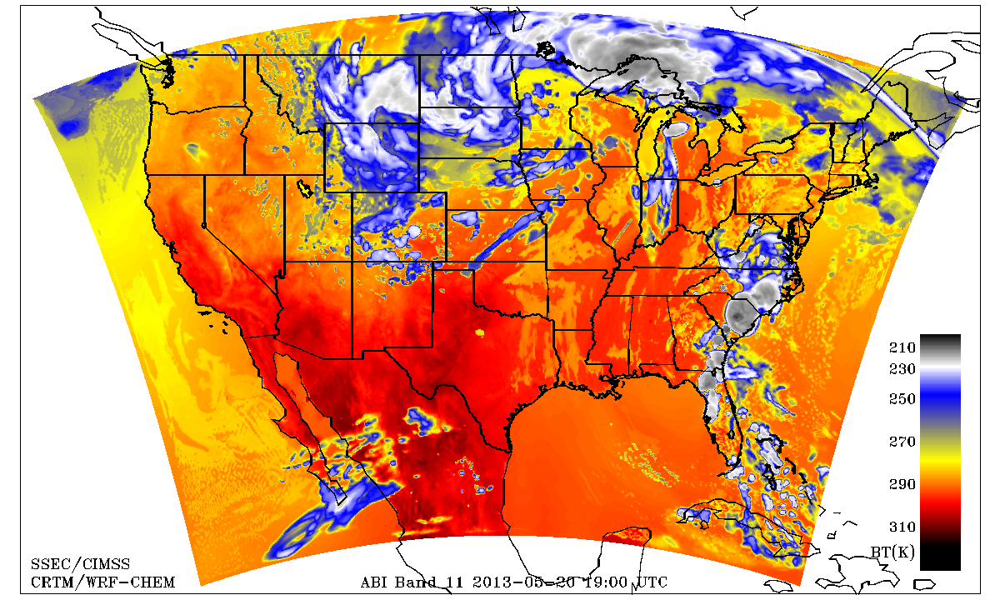 210
230
250
270
290
310
BT(K)
SSEC/CIMSS
CRTM/WRF-CHEM
ABI Band 11 2013-05-20 19:00 UTC